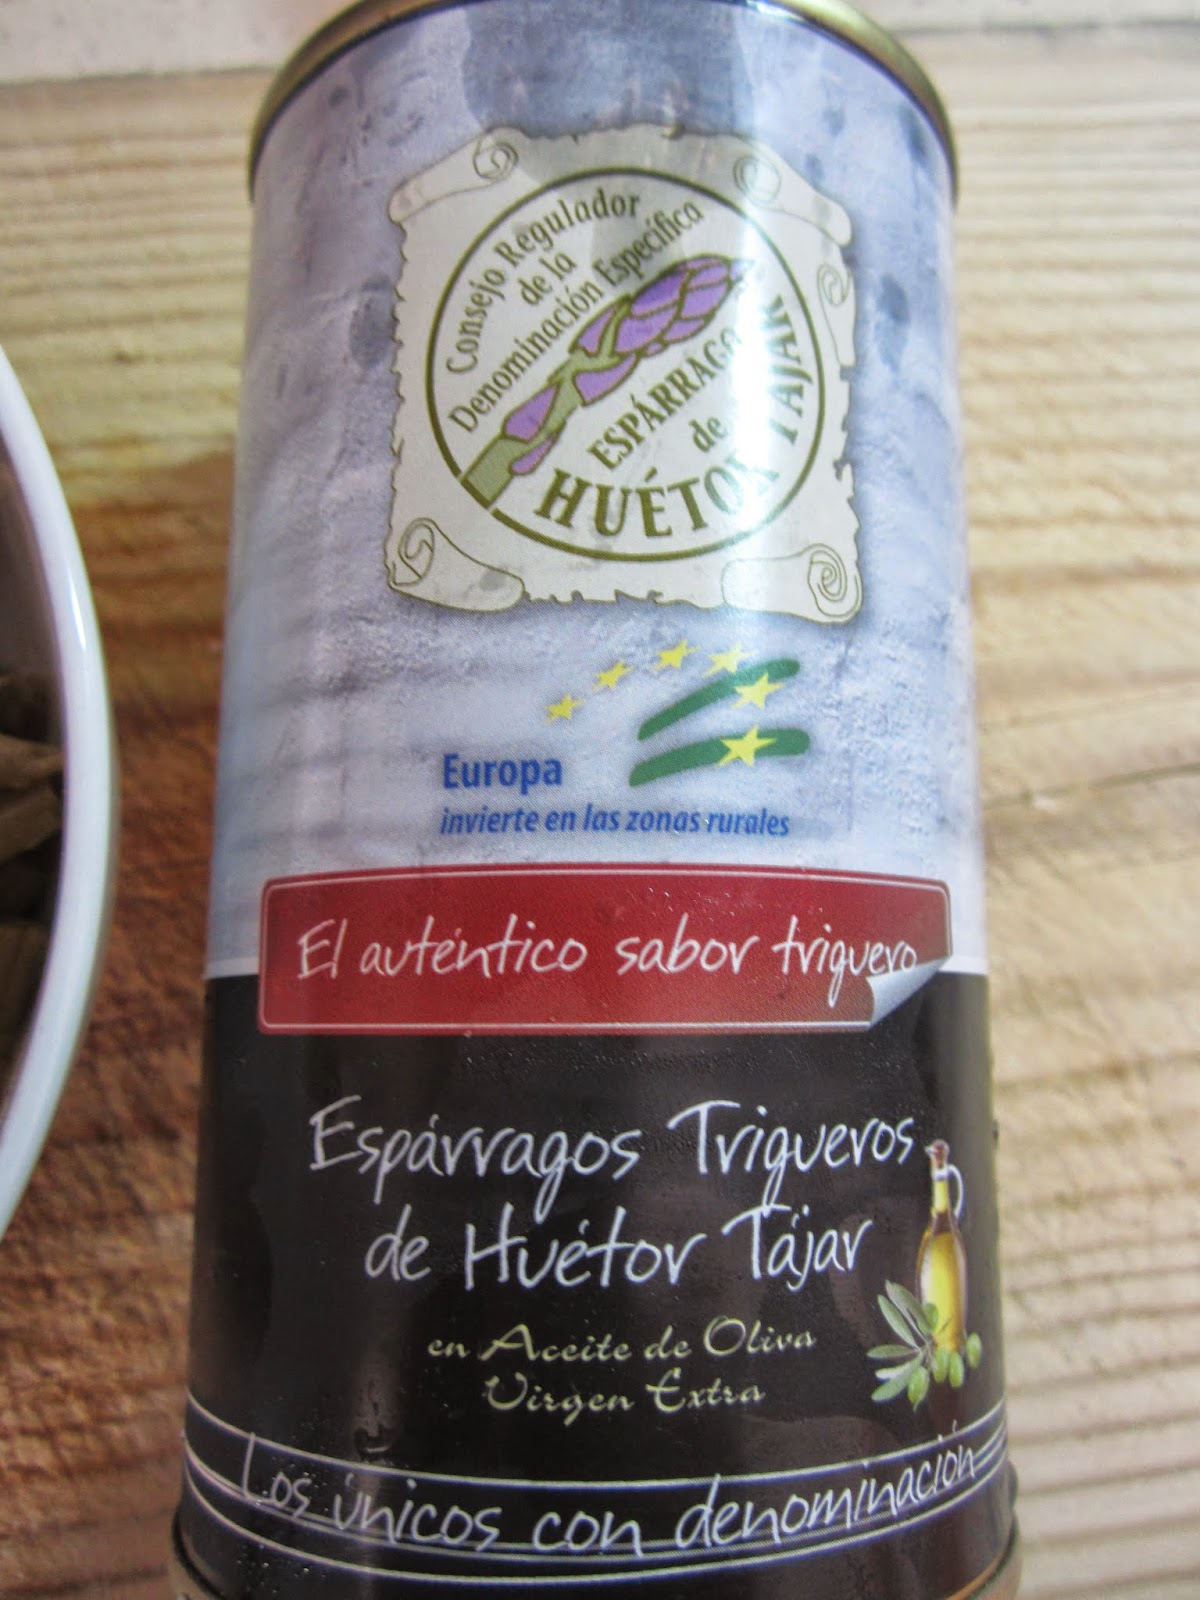 Consejo Regulador
de la
Denominación Específica
ESPÁRRAGO
de
HUÉTOR TÁJAR
Europa
invierte en las zonas rurales
El auténtico sabor triguero
Espárragos Trigueros
de Huétor Tájar
en Aceite de Oliva
Virgen Extra
Los únicos con denominación